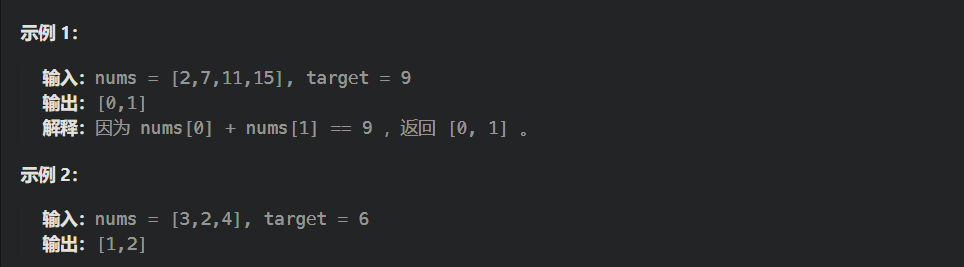 示例 1:
输入: nums = [2,7,11,15], target = 9
输出: [0,1]
解释: 因为 nums[0] + nums[1] == 9 ，返回 [0, 1] 。
示例 2:
输入: nums = [3,2,4], target = 6
输出: [1,2]